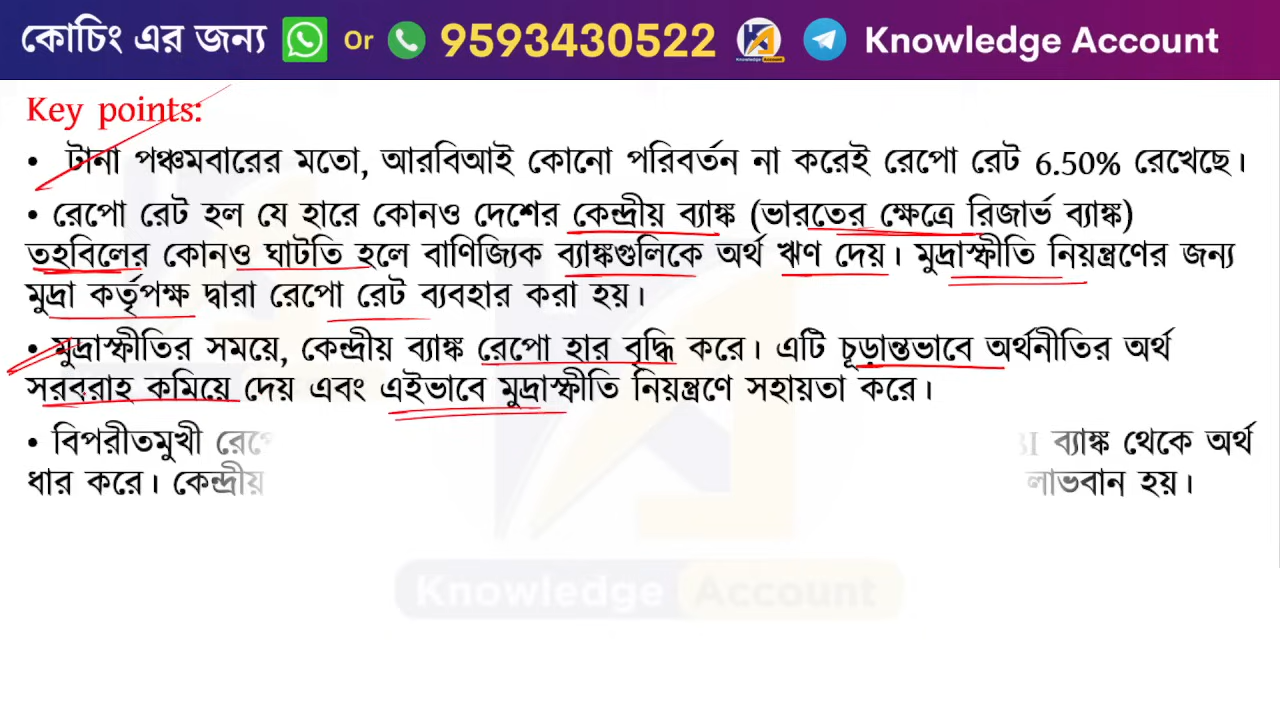 কোচিং এর জন্য Or 9593430522 Knowledge Account
Key points:
• টানা পঞ্চমবারের মতো, আরবিআই কোনো পরিবর্তন না করেই রেপো রেট 6.50% রেখেছে।
• রেপো রেট হল যে হারে কোনও দেশের কেন্দ্রীয় ব্যাঙ্ক (ভারতের ক্ষেত্রে রিজার্ভ ব্যাঙ্ক)
তহবিলের কোনও ঘাটতি হলে বাণিজ্যিক ব্যাঙ্কগুলিকে অর্থ ঋণ দেয়। মুদ্রাস্ফীতি নিয়ন্ত্রণের জন্য
মুদ্রা কর্তৃপক্ষ দ্বারা রেপো রেট ব্যবহার করা হয়।
• মুদ্রাস্ফীতির সময়ে, কেন্দ্রীয় ব্যাঙ্ক রেপো হার বৃদ্ধি করে। এটি চূড়ান্তভাবে অর্থনীতির অর্থ
সরবরাহ কমিয়ে দেয় এবং এইভাবে মুদ্রাস্ফীতি নিয়ন্ত্রণে সহায়তা করে।
• বিপরীতমুখী ব্যাঙ্ক থেকে অর্থ
ধার করে। কেন্দ্রীয় লাভবান হয়।
Knowledge Account